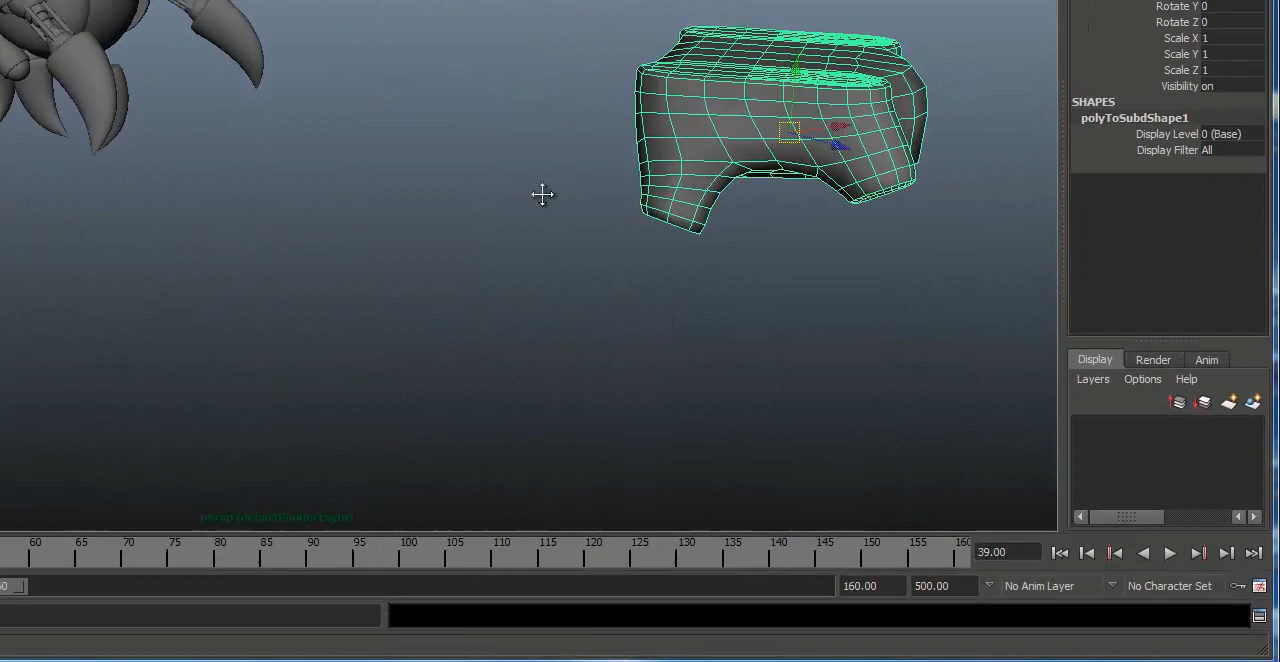 Rotate Y 0
Rotate Z 0
Scale X 1
Scale Y 1
Scale Z 1
Visibility on
SHAPES
polyToSubdShape1
Display Level 0 (Base)
Display Filter All
Display Render Anim
Layers Options Help
60 65 70 75 80 85 90 95 100 105 110 115 120 125 130 135 140 145 150 155 160
39.00
160.00 500.00 No Anim Layer No Character Set